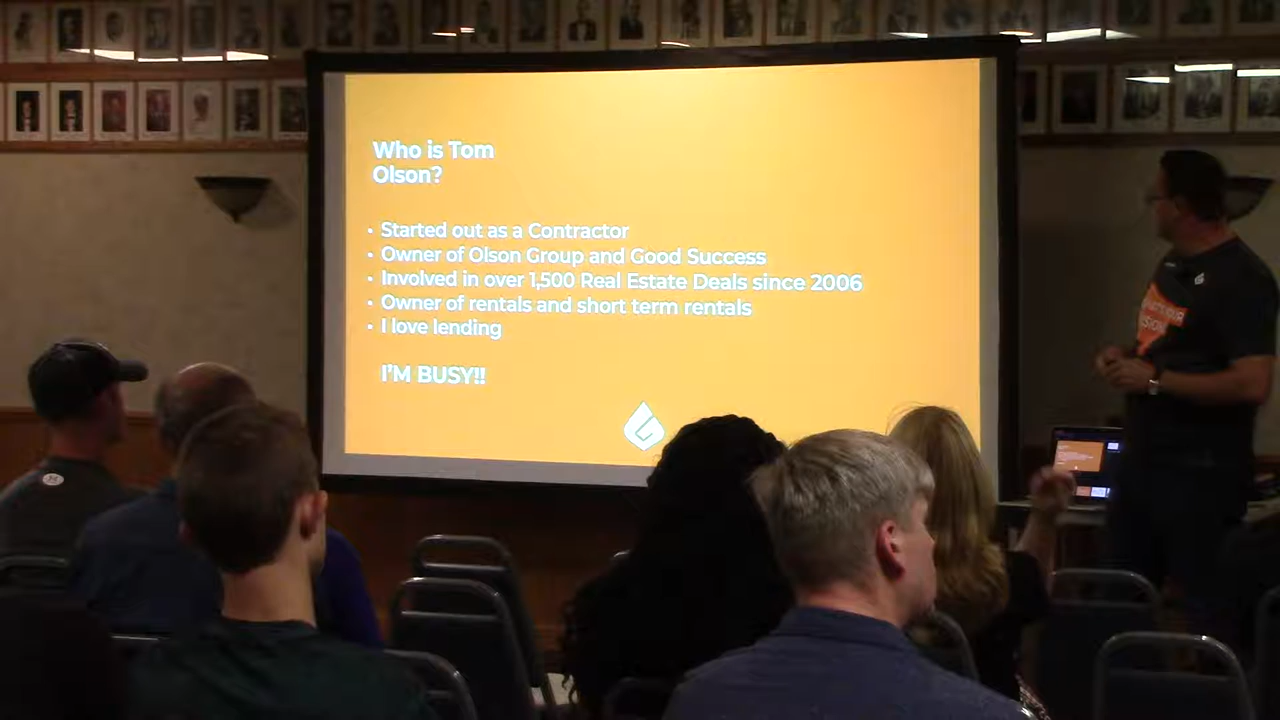 Who is Tom
Olson?
• Started out as a Contractor
• Owner of Olson Group and Good Success
• Involved in over 1,500 Real Estate Deals since 2006
• Owner of rentals and short term rentals
• I love lending
I'M BUSY!!